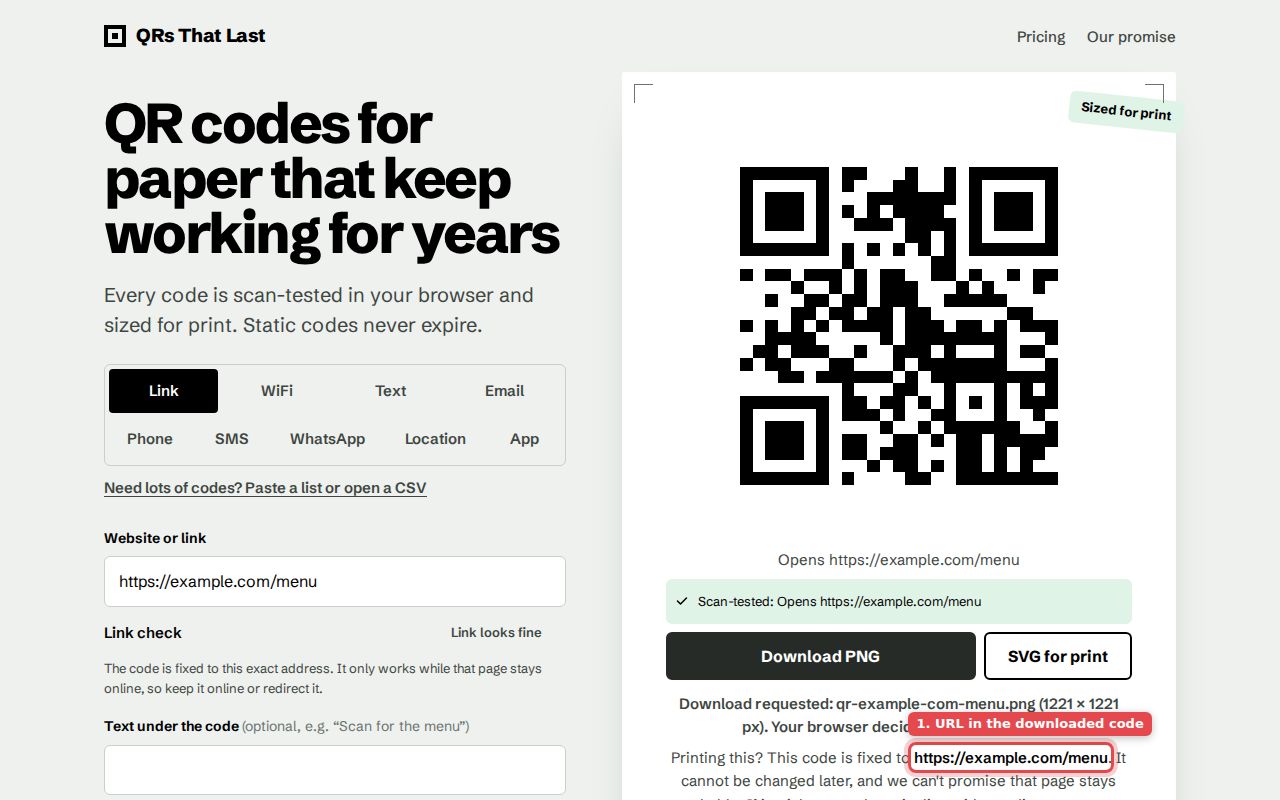 QRs That Last
Pricing
Our promise
QR codes for
paper that keep
working for years
Every code is scan-tested in your browser and
sized for print. Static codes never expire.
Link
WiFi
Text
Email
Phone
SMS
WhatsApp
Location
App
Need lots of codes? Paste a list or open a CSV
Website or link
https://example.com/menu
Link check
Link looks fine
The code is fixed to this exact address. It only works while that page stays
online, so keep it online or redirect it.
Text under the code (optional, e.g. “Scan for the menu”)
Sized for print
Opens https://example.com/menu
Scan-tested: Opens https://example.com/menu
Download PNG
SVG for print
Download requested: qr-example-com-menu.png (1221 × 1221
px). Your browser
1. URL in the downloaded code
Printing this? This code is fixed to https://example.com/menu. It
cannot be changed later, and we can't promise that page stays